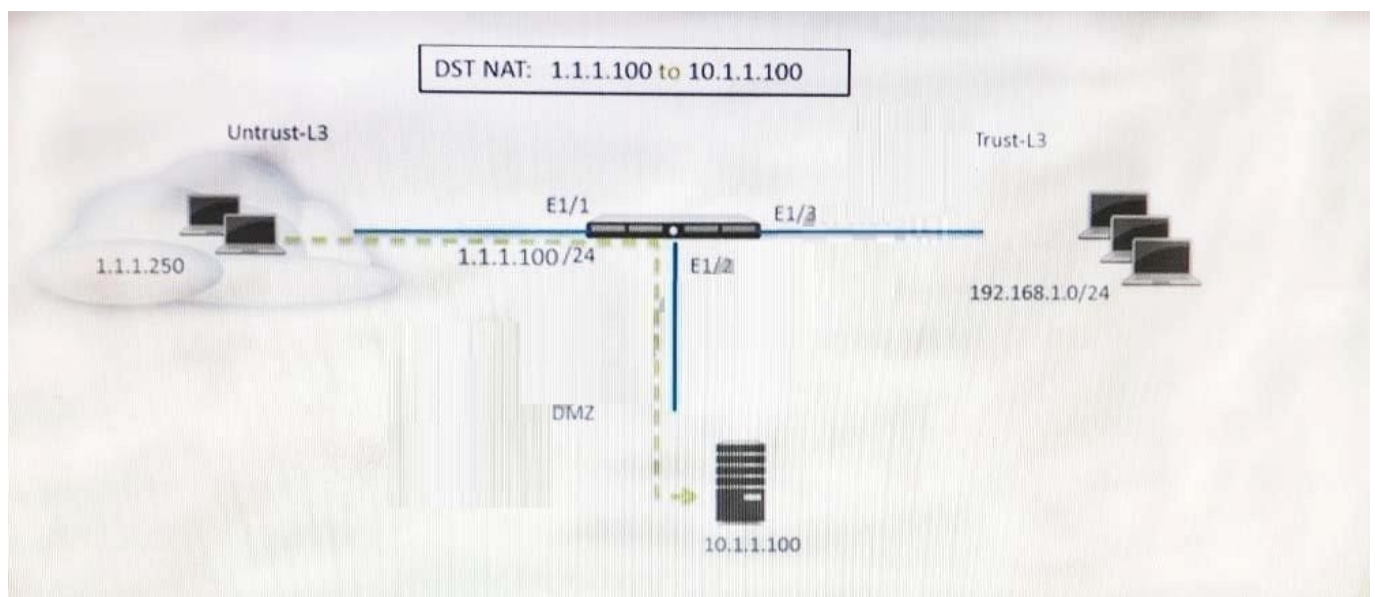 DST NAT: 1.1.1.100 to 10.1.1.100
Untrust-L3
Trust-L3
E1/1
E1/3
1.1.1.250
1.1.1.100/24
E1/2
192.168.1.0/24
DMZ
10.1.1.100